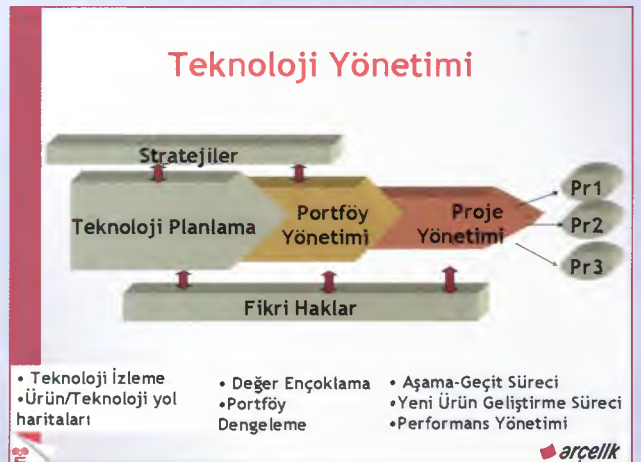 Teknoloji Yönetimi
Stratejiler
Teknoloji Planlama
Portföy
Yönetimi
Proje
Yönetimi
Pr1
Pr2
Pr3
Fikri Haklar
• Teknoloji İzleme
•Ürün/Teknoloji yol
haritaları
• Değer Ençoklama
•Portföy
Dengeleme
• Aşama-Geçit Süreci
•Yeni Ürün Geliştirme Süreci
•Performans Yönetimi
arçelik